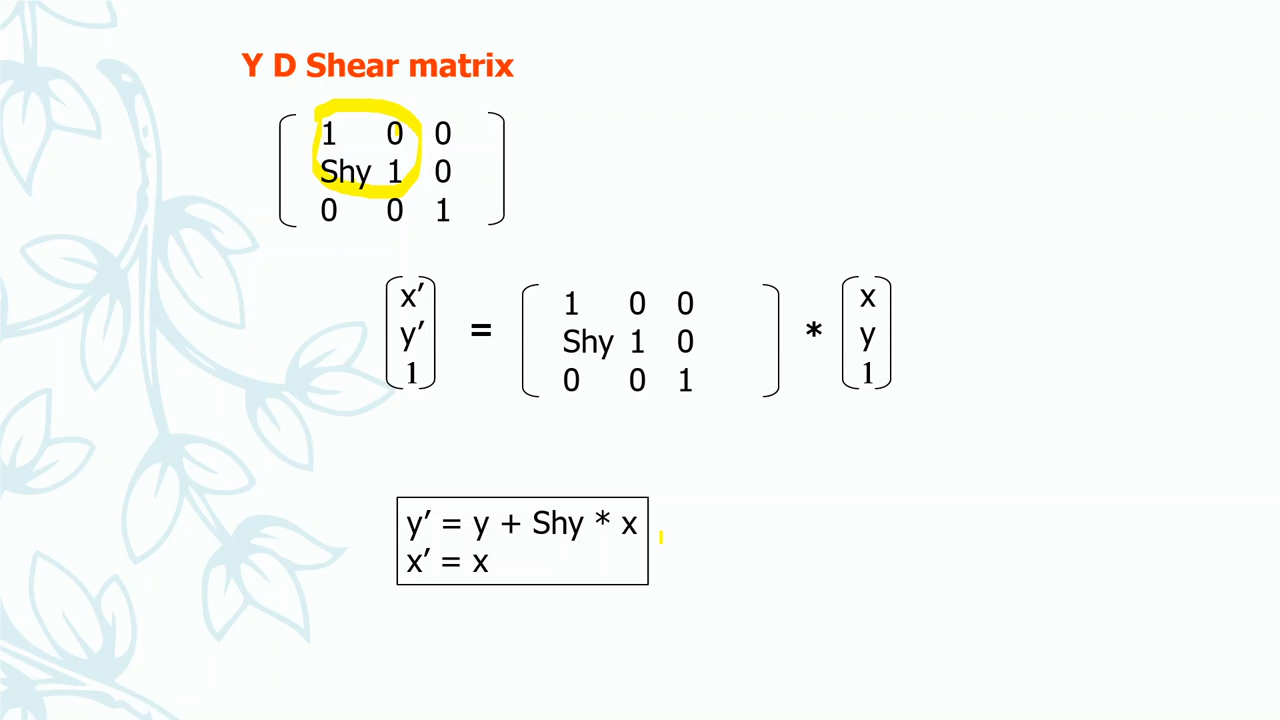 Y D Shear matrix
1 0 0
Shy 1 0
0 0 1
x′ 1 0 0 x
y′ = Shy 1 0 * y
1 0 0 1 1
y′ = y + Shy * x
x′ = x